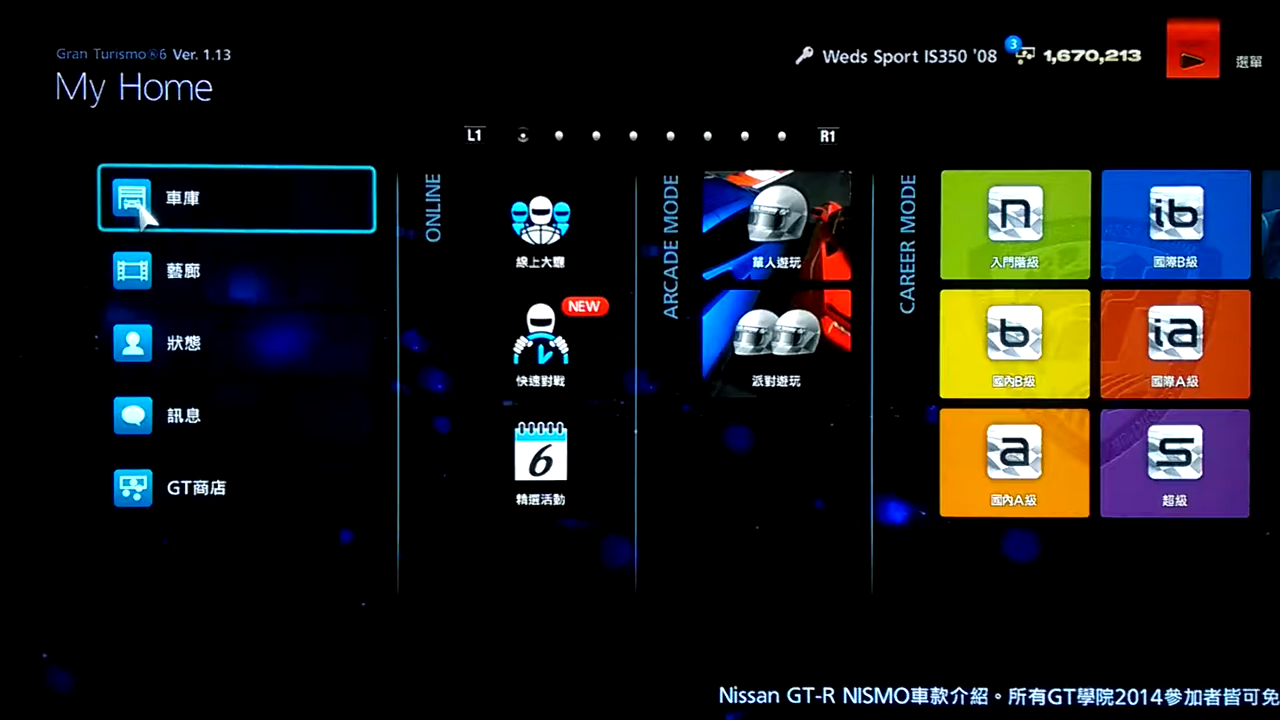 Gran Turismo®6 Ver. 1.13
My Home
Weds Sport IS350 '08
3
1,670,213
選單
L1
R1
車庫
藝廊
狀態
訊息
GT商店
ONLINE
線上大廳
NEW
快速對戰
6
精選活動
ARCADE MODE
單人遊玩
派對遊玩
CAREER MODE
n
入門階級
ib
國際B級
b
國內B級
ia
國際A級
a
國內A級
s
超級
Nissan GT-R NISMO車款介紹。所有GT學院2014參加者皆可免